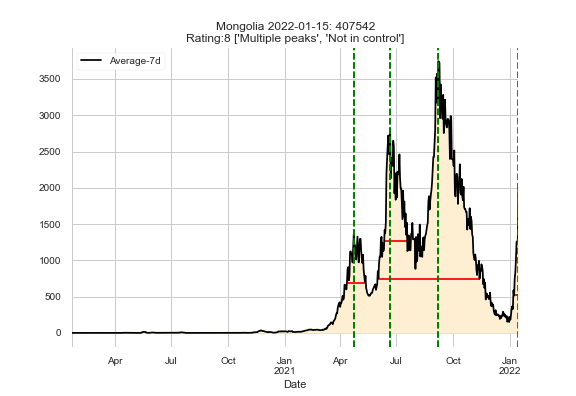 Mongolia 2022-01-15: 407542
Rating:8 ['Multiple peaks', 'Not in control']
Average-7d
3500
3000
2500
2000
1500
1000
500
0
Apr Jul Oct Jan Apr Jul Oct Jan
2021 2022
Date